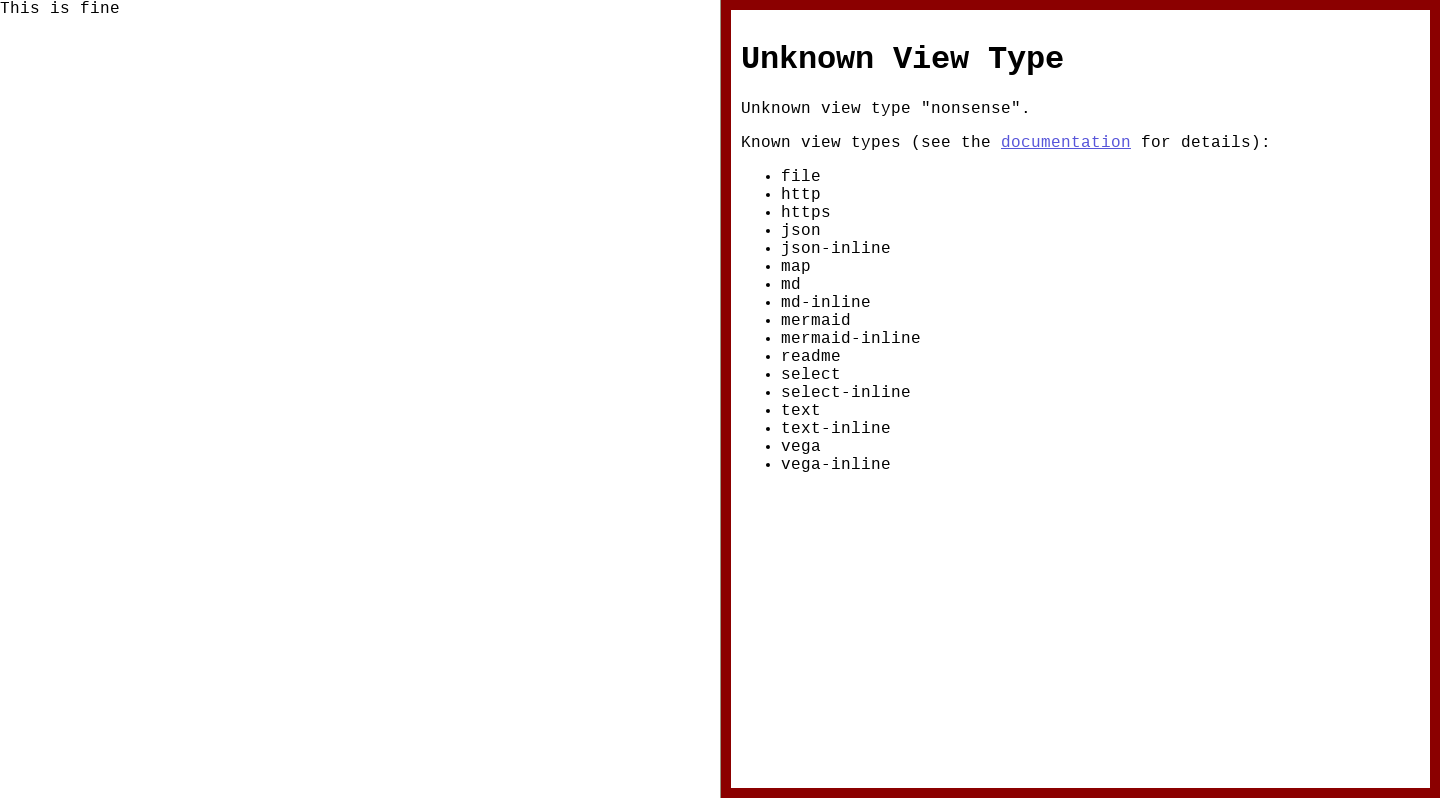 This is fine
Unknown View Type
Unknown view type "nonsense".
Known view types (see the documentation for details):
file
http
https
json
json-inline
map
md
md-inline
mermaid
mermaid-inline
readme
select
select-inline
text
text-inline
vega
vega-inline